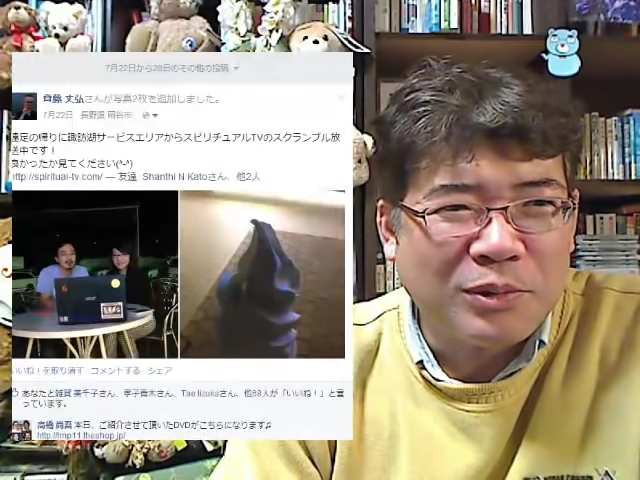 7月22日から28日のその他の投稿
齊藤 丈弘さんが写真2枚を追加しました。
7月22日 長野県 岡谷市
遠足の帰りに諏訪湖サービスエリアからスピリチュアルTVのスクランブル放
送中です！
良かったか見てください(^-^)
http://spiritual-tv.com/ — 友達 Shanthi N Katoさん、他2人
いいね！を取り消す コメントする シェア
あなたと雑賀 美千子さん、孝子青木さん、Tao Iizukaさん、他68人が「いいね！」と言
っています。
高橋 尚吾 本日、ご紹介させて頂いたDVDがこちらになります♫
http://tmp11.theshop.jp/